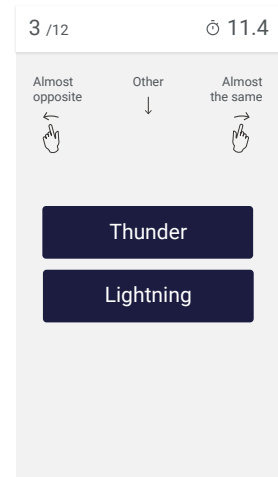 3 /12 11.4
Almost opposite Other Almost the same
Thunder
Lightning